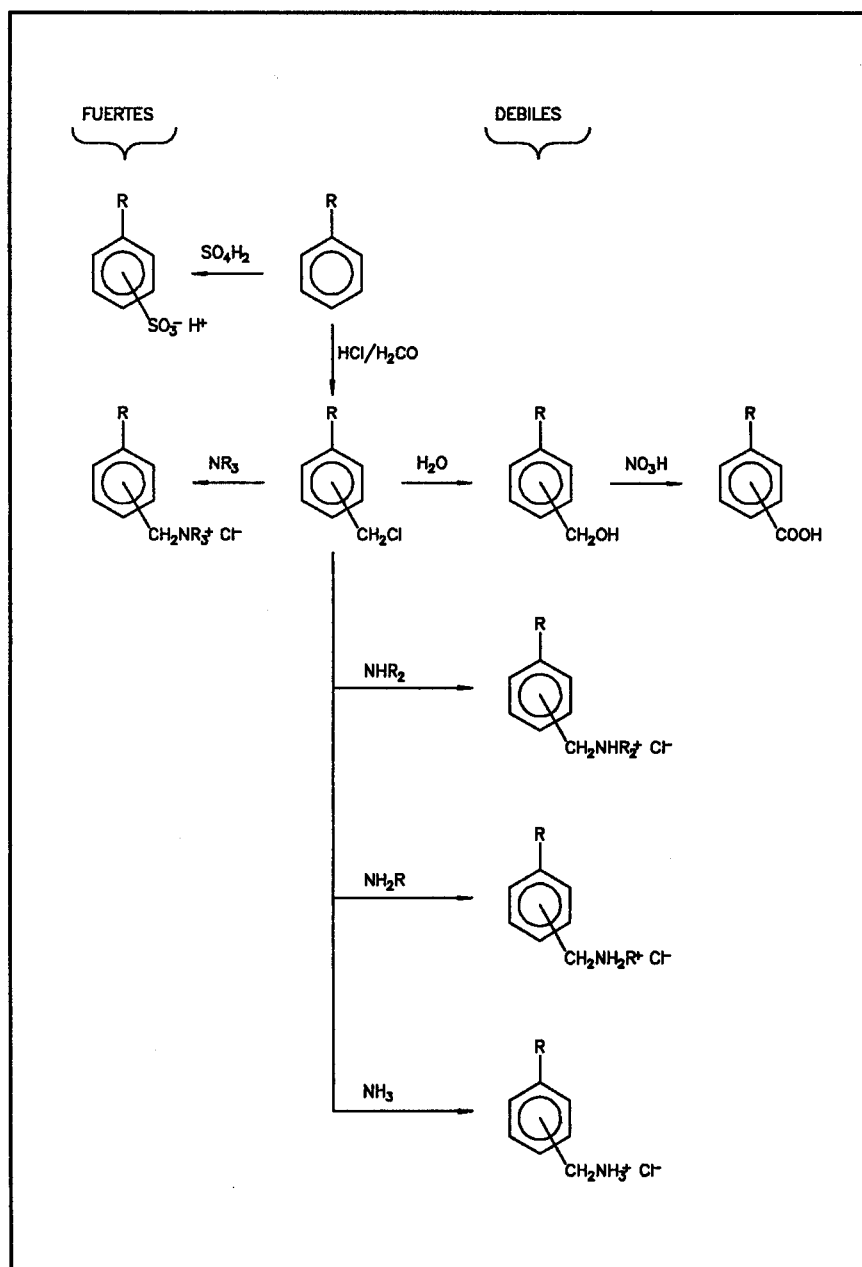 FUERTES
DEBILES
R
R
SO₄H₂
SO₃⁻ H⁺
HCl/H₂CO
R
R
R
R
NR₃
H₂O
NO₃H
CH₂NR₃⁺ Cl⁻
CH₂Cl
CH₂OH
COOH
R
NHR₂
CH₂NHR₂⁺ Cl⁻
R
NH₂R
CH₂NH₂R⁺ Cl⁻
R
NH₃
CH₂NH₃⁺ Cl⁻